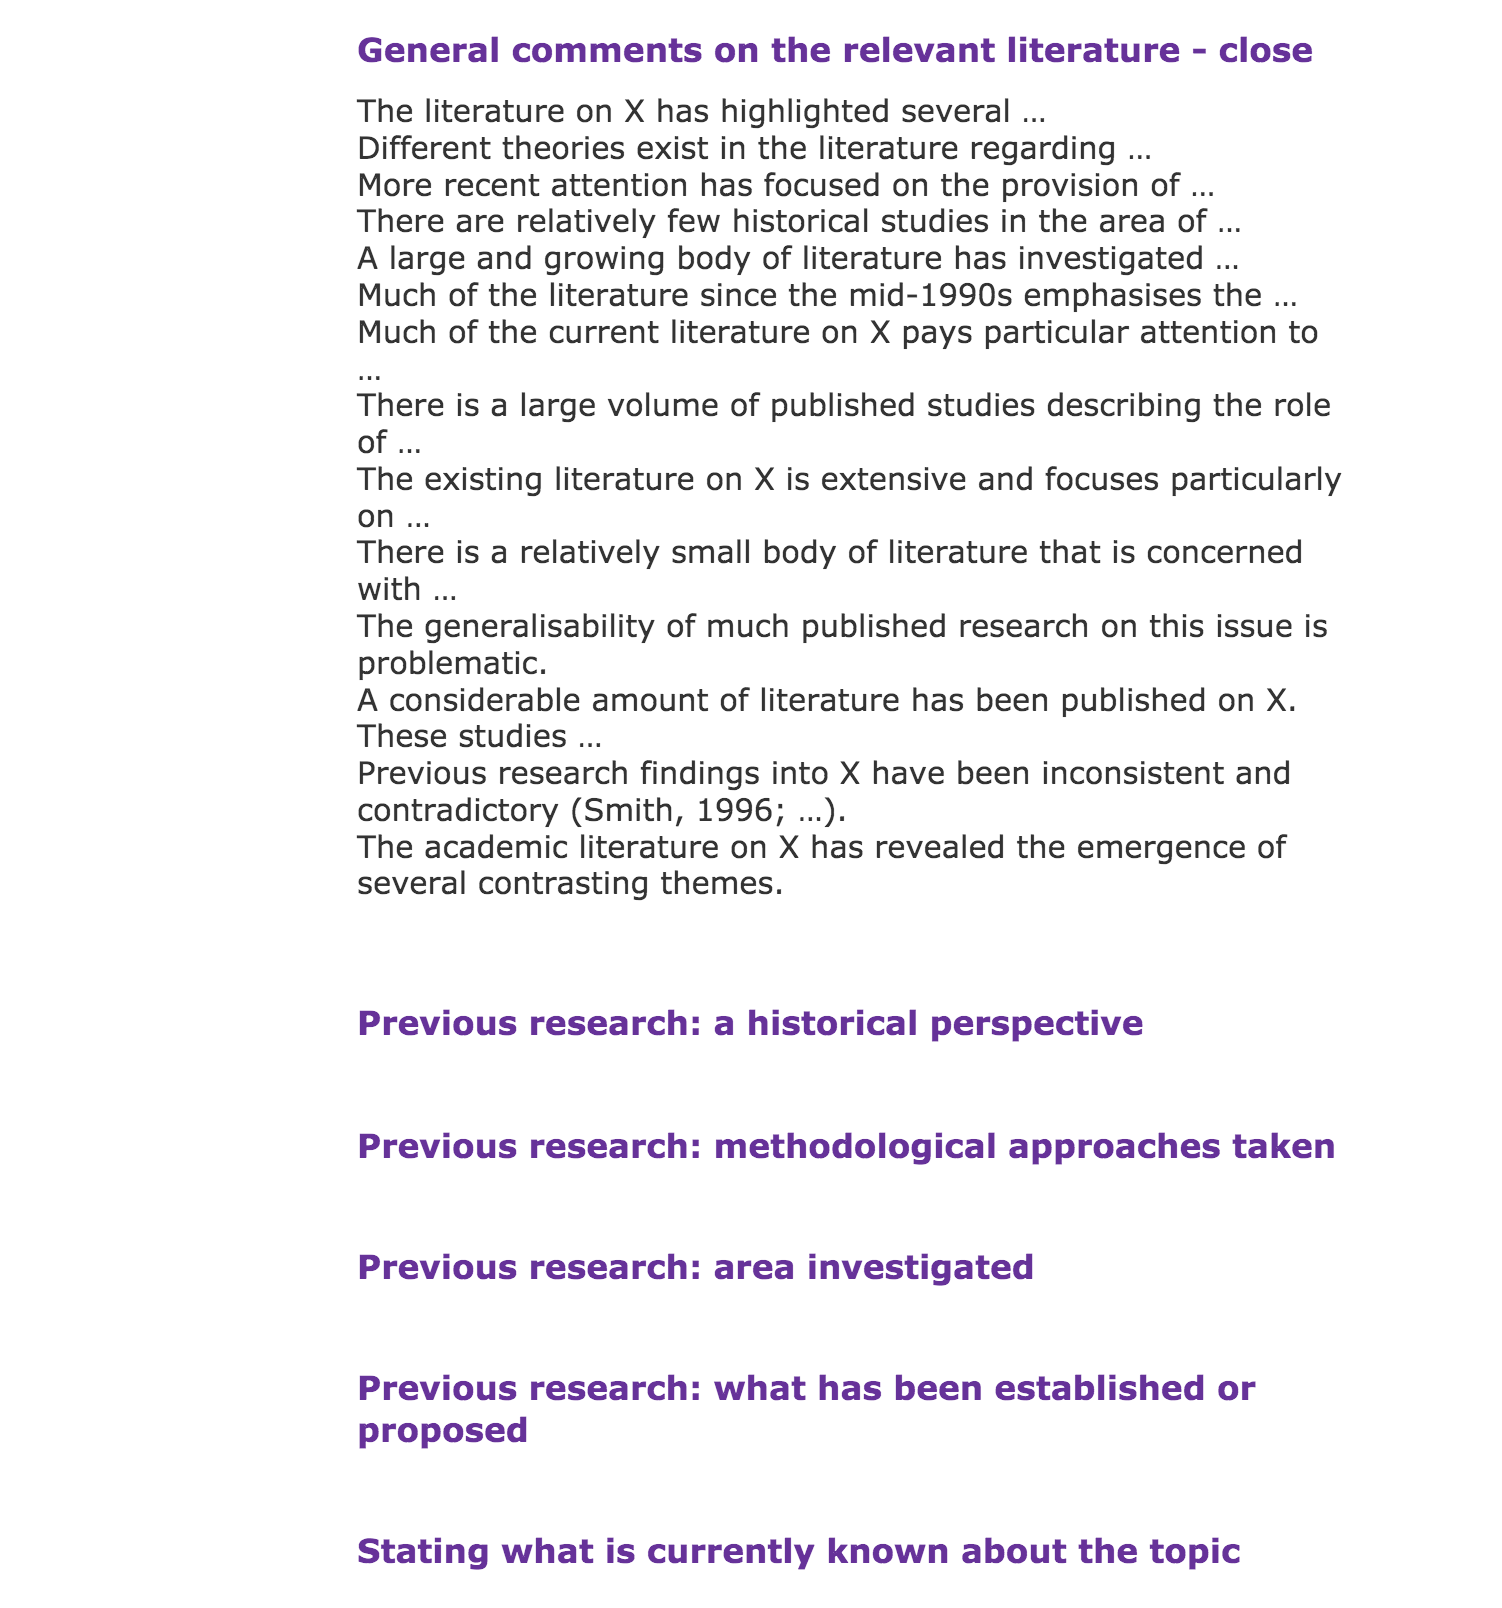 General comments on the relevant literature - close
The literature on X has highlighted several …
Different theories exist in the literature regarding …
More recent attention has focused on the provision of …
There are relatively few historical studies in the area of …
A large and growing body of literature has investigated …
Much of the literature since the mid-1990s emphasises the …
Much of the current literature on X pays particular attention to
…
There is a large volume of published studies describing the role
of …
The existing literature on X is extensive and focuses particularly
on …
There is a relatively small body of literature that is concerned
with …
The generalisability of much published research on this issue is
problematic.
A considerable amount of literature has been published on X.
These studies …
Previous research findings into X have been inconsistent and
contradictory (Smith, 1996; …).
The academic literature on X has revealed the emergence of
several contrasting themes.
Previous research: a historical perspective
Previous research: methodological approaches taken
Previous research: area investigated
Previous research: what has been established or
proposed
Stating what is currently known about the topic